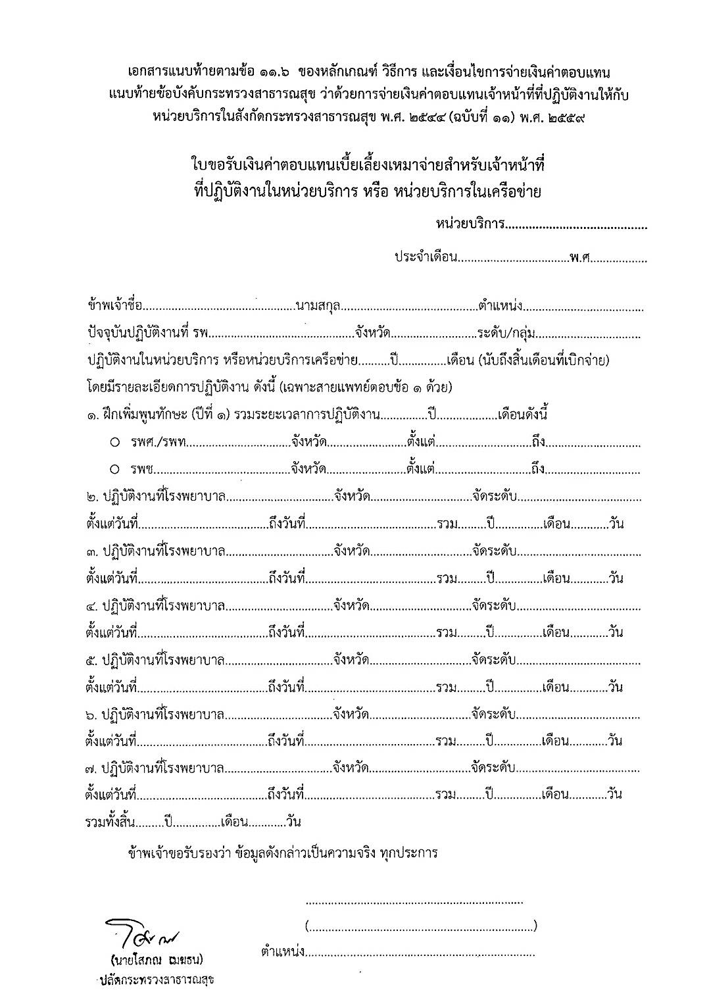 เอกสารแนบท้ายตามข้อ ๑๑.๖ ของหลักเกณฑ์ วิธีการ และเงื่อนไขการจ่ายเงินค่าตอบแทน
แนบท้ายข้อบังคับกระทรวงสาธารณสุข ว่าด้วยการจ่ายเงินค่าตอบแทนเจ้าหน้าที่ที่ปฏิบัติงานให้กับ
หน่วยบริการในสังกัดกระทรวงสาธารณสุข พ.ศ. ๒๕๔๔ (ฉบับที่ ๑๑) พ.ศ. ๒๕๕๙
ใบขอรับเงินค่าตอบแทนเบี้ยเลี้ยงเหมาจ่ายสำหรับเจ้าหน้าที่
ที่ปฏิบัติงานในหน่วยบริการ หรือ หน่วยบริการในเครือข่าย
หน่วยบริการ..........................................
ประจำเดือน...................................พ.ศ..................
ข้าพเจ้าชื่อ................................................นามสกุล...........................................ตำแหน่ง......................................
ปัจจุบันปฏิบัติงานที่ รพ..............................................จังหวัด...........................ระดับ/กลุ่ม.................................
ปฏิบัติงานในหน่วยบริการ หรือหน่วยบริการเครือข่าย..........ปี...............เดือน (นับถึงสิ้นเดือนที่เบิกจ่าย)
โดยมีรายละเอียดการปฏิบัติงาน ดังนี้ (เฉพาะสายแพทย์ตอบข้อ ๑ ด้วย)
๑. ฝึกเพิ่มพูนทักษะ (ปีที่ ๑) รวมระยะเวลาการปฏิบัติงาน...............ปี...................เดือนดังนี้
○ รพศ./รพท.................................จังหวัด.........................ตั้งแต่..............................ถึง..............................
○ รพช...........................................จังหวัด.........................ตั้งแต่..............................ถึง..............................
๒. ปฏิบัติงานที่โรงพยาบาล..................................จังหวัด................................จัดระดับ.......................................
ตั้งแต่วันที่.........................................ถึงวันที่.........................................รวม.........ปี...............เดือน............วัน
๓. ปฏิบัติงานที่โรงพยาบาล..................................จังหวัด................................จัดระดับ.......................................
ตั้งแต่วันที่.........................................ถึงวันที่.........................................รวม.........ปี...............เดือน............วัน
๔. ปฏิบัติงานที่โรงพยาบาล..................................จังหวัด................................จัดระดับ.......................................
ตั้งแต่วันที่.........................................ถึงวันที่.........................................รวม.........ปี...............เดือน............วัน
๕. ปฏิบัติงานที่โรงพยาบาล..................................จังหวัด................................จัดระดับ.......................................
ตั้งแต่วันที่.........................................ถึงวันที่.........................................รวม.........ปี...............เดือน............วัน
๖. ปฏิบัติงานที่โรงพยาบาล..................................จังหวัด................................จัดระดับ.......................................
ตั้งแต่วันที่.........................................ถึงวันที่.........................................รวม.........ปี...............เดือน............วัน
๗. ปฏิบัติงานที่โรงพยาบาล..................................จังหวัด................................จัดระดับ.......................................
ตั้งแต่วันที่.........................................ถึงวันที่.........................................รวม.........ปี...............เดือน............วัน
รวมทั้งสิ้น.........ปี...............เดือน............วัน
ข้าพเจ้าขอรับรองว่า ข้อมูลดังกล่าวเป็นความจริง ทุกประการ
....................................................................
(......................................................................)
ตำแหน่ง........................................................................
(นายโสภณ เมฆธน)
ปลัดกระทรวงสาธารณสุข